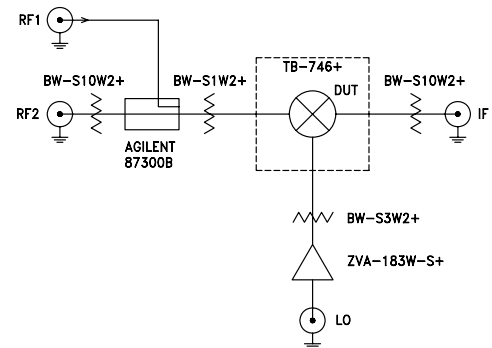 RF1
TB-746+
BW-S10W2+
BW-S1W2+
BW-S10W2+
DUT
RF2
IF
AGILENT
87300B
BW-S3W2+
ZVA-183W-S+
LO